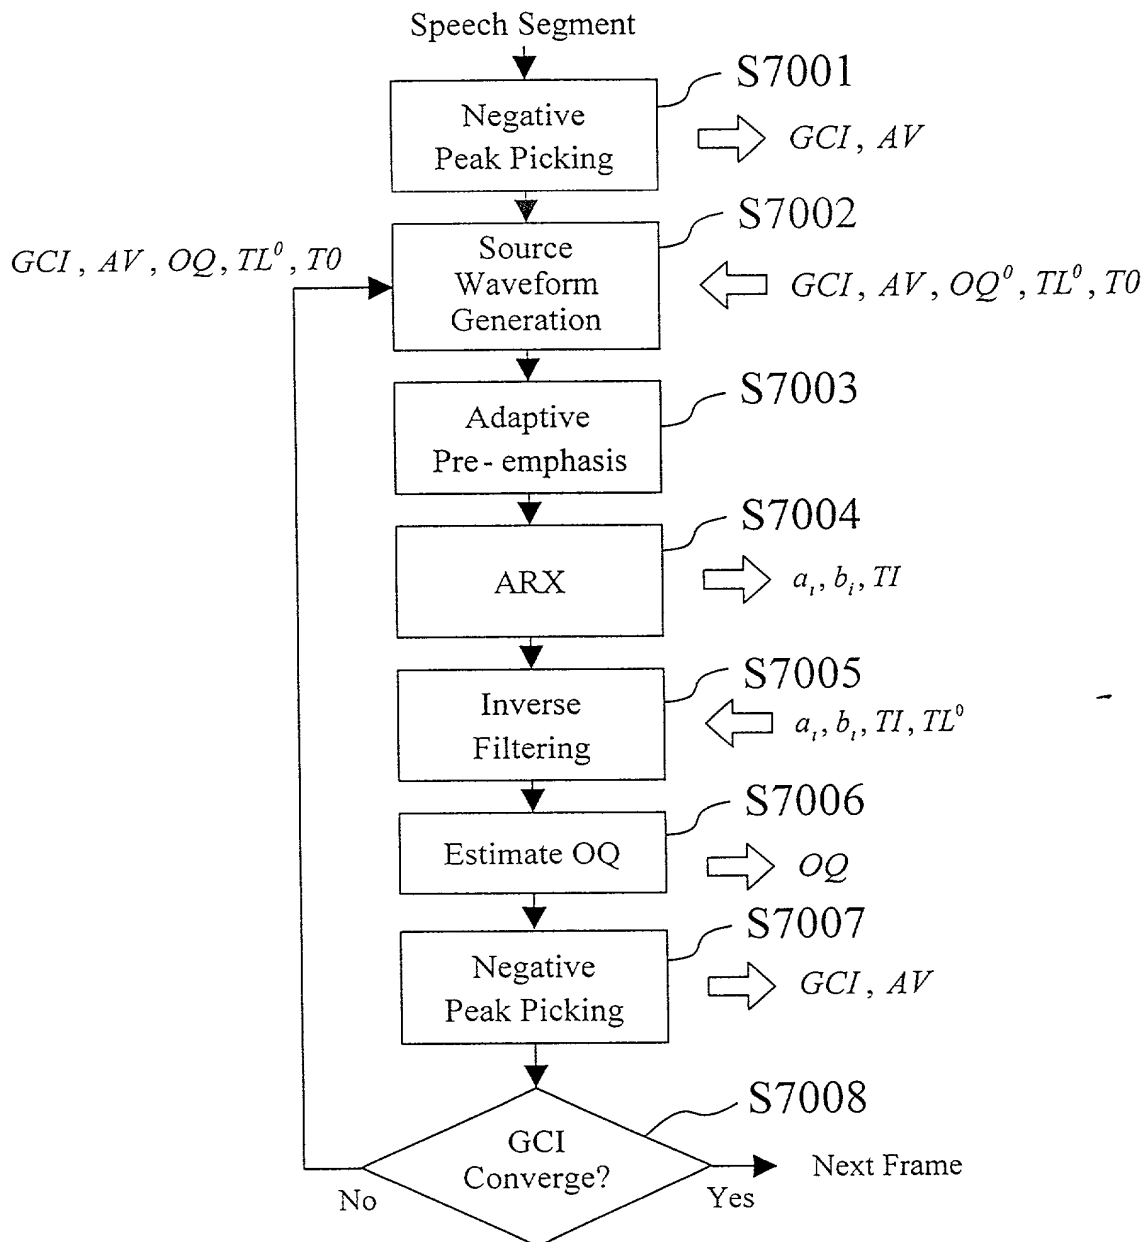 Speech Segment
S7001
Negative
Peak Picking
GCI, AV
S7002
GCI, AV, OQ, TL⁰, T0
Source
Waveform
Generation
GCI, AV, OQ⁰, TL⁰, T0
S7003
Adaptive
Pre-emphasis
S7004
ARX
aᵢ, bᵢ, TI
S7005
Inverse
Filtering
aᵢ, bᵢ, TI, TL⁰
S7006
Estimate OQ
OQ
S7007
Negative
Peak Picking
GCI, AV
S7008
GCI
Converge?
No
Yes
Next Frame